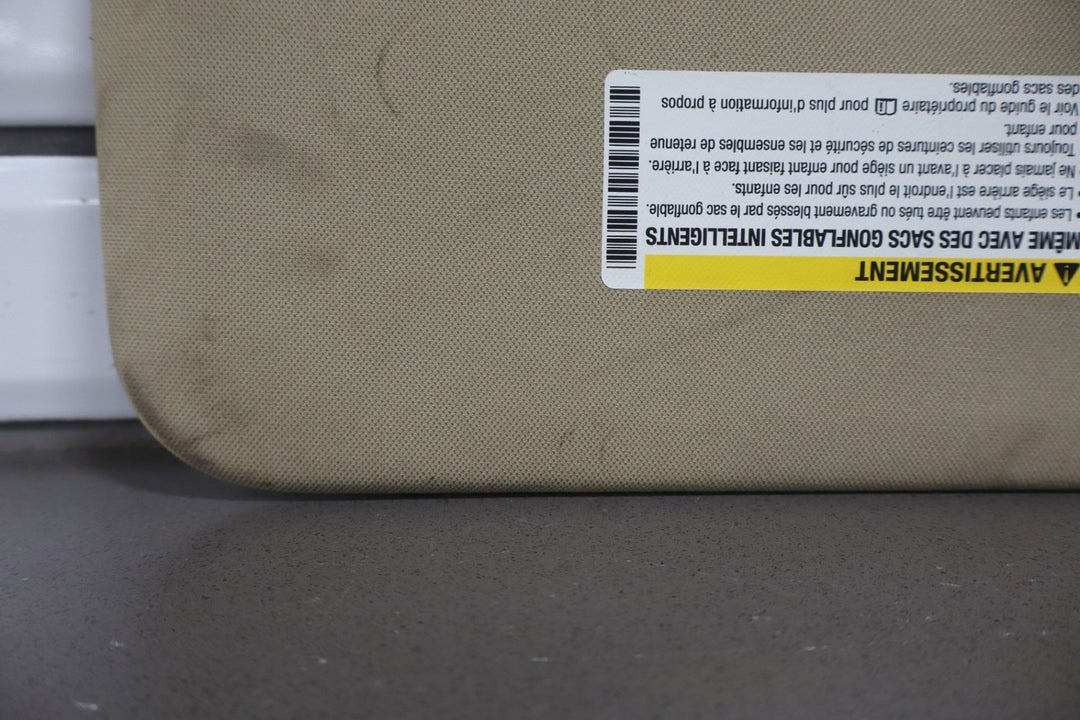 AVERTISSEMENT
MÊME AVEC DES SACS GONFLABLES INTELLIGENTS
• Les enfants peuvent être tués ou gravement blessés par le sac gonflable.
• Le siège arrière est l'endroit le plus sûr pour les enfants.
• Ne jamais placer à l'avant un siège pour enfant faisant face à l'arrière.
Toujours utiliser les ceintures de sécurité et les ensembles de retenue
pour enfant.
Voir le guide du propriétaire pour plus d'information à propos
des sacs gonflables.